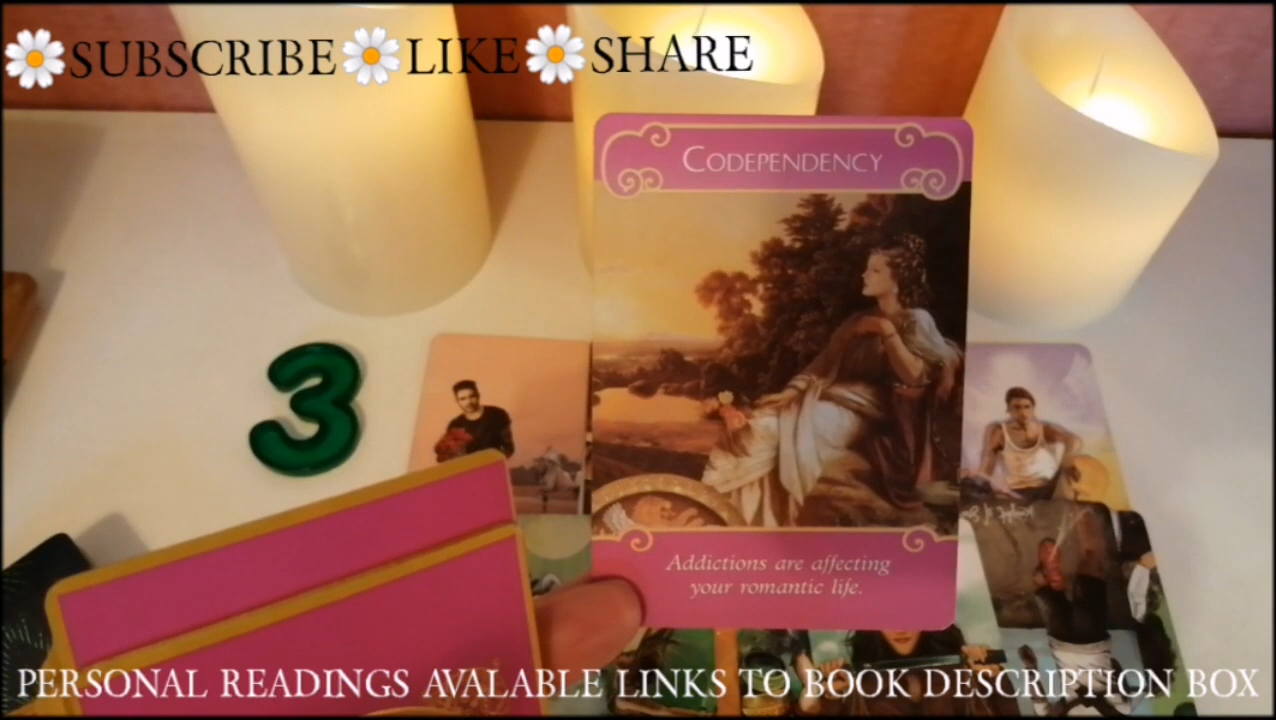 SUBSCRIBE LIKE SHARE
CODEPENDENCY
3
Addictions are affecting
your romantic life.
PERSONAL READINGS AVALABLE LINKS TO BOOK DESCRIPTION BOX